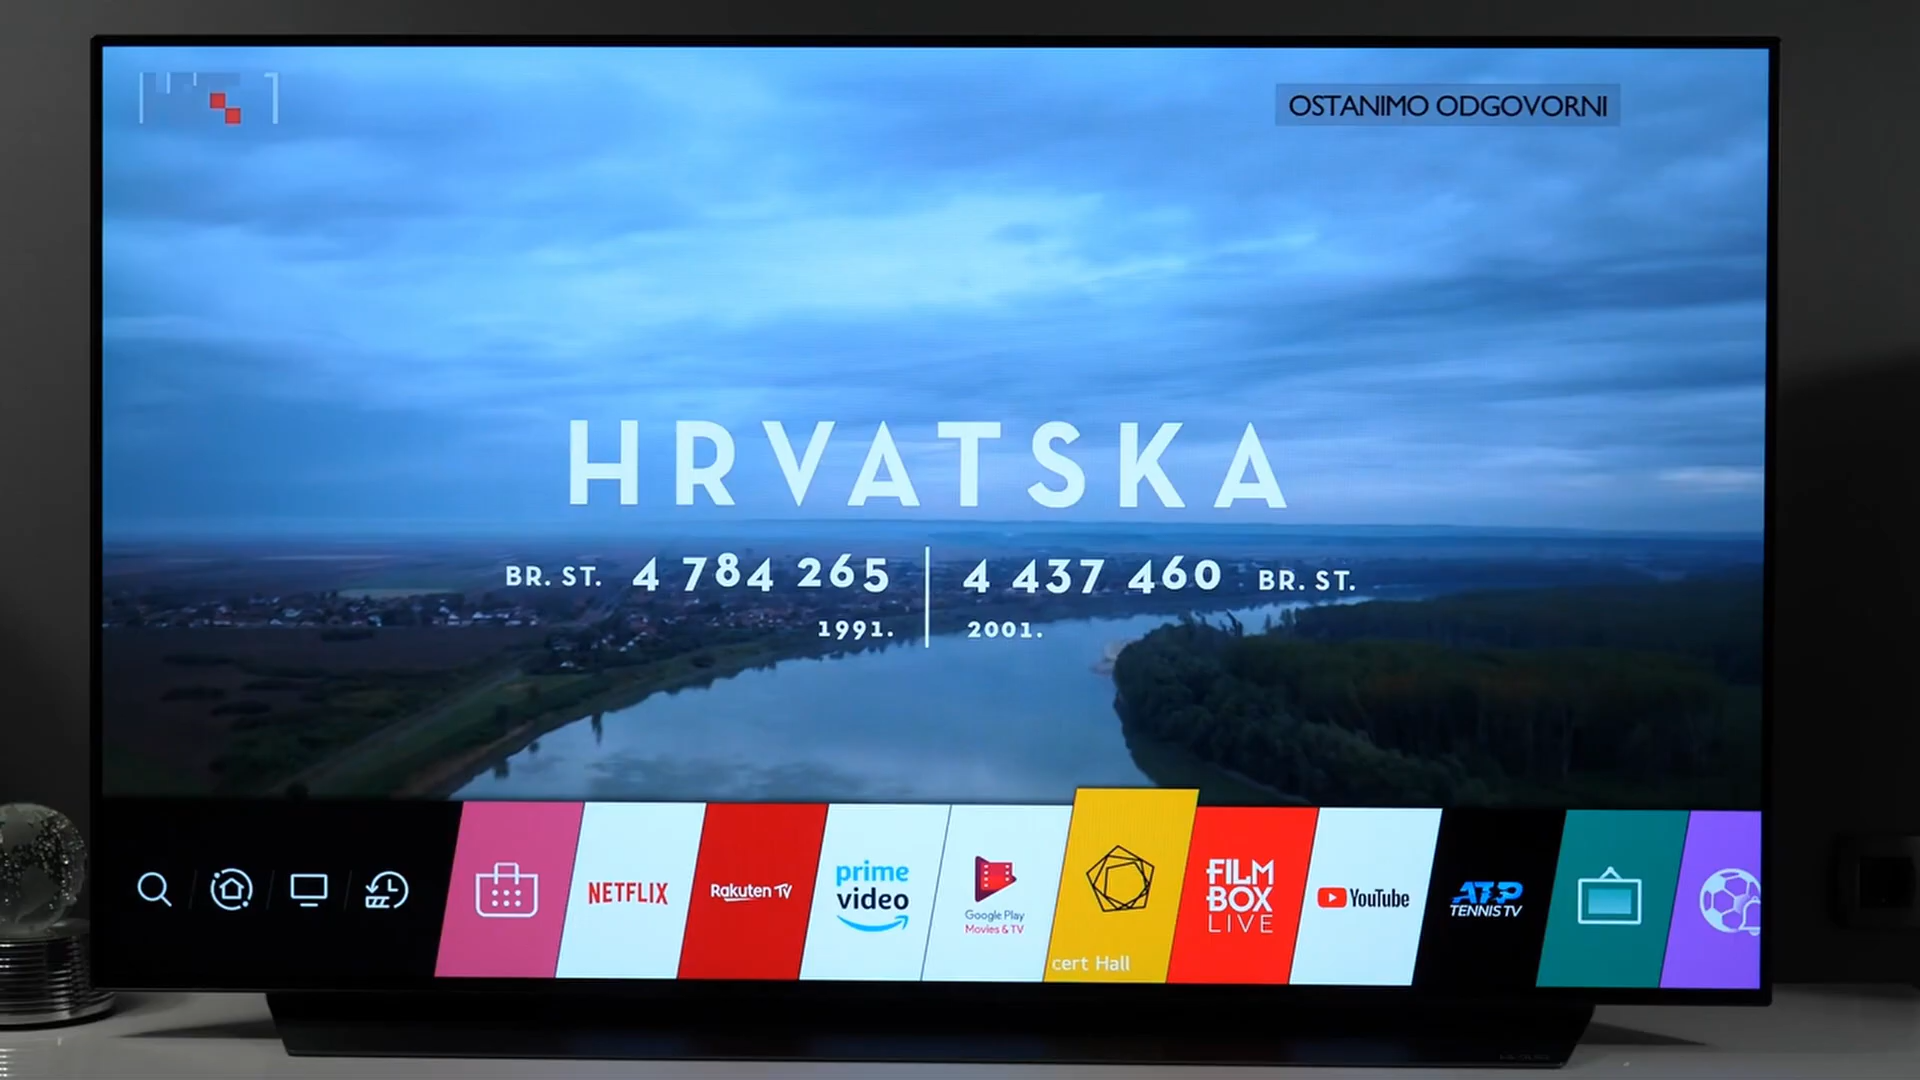 OSTANIMO ODGOVORNI
HRVATSKA
BR. ST. 4 784 265 | 4 437 460 BR. ST.
1991. | 2001.
NETFLIX
Rakuten TV
prime
video
Google Play
Movies & TV
cert Hall
FILM
BOX
LIVE
YouTube
ATP
TENNIS TV